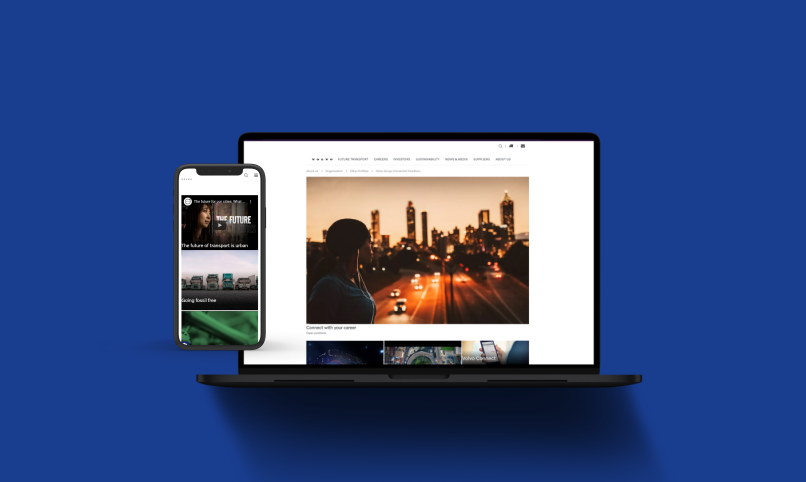 FUTURE TRANSPORT CAREERS INVESTORS SUSTAINABILITY NEWS & MEDIA SUPPLIERS ABOUT US
Connect with your career
Volvo Connect
The future for our cities. What...
THE FUTURE
The future of transport is urban
Going fossil free